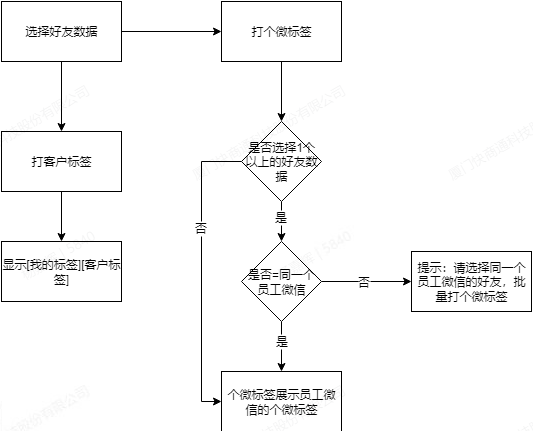 选择好友数据
打个微标签
打客户标签
是否选择1个
以上的好友数
据
否
是
显示[我的标签][客户标
签]
是否=同一个
员工微信
否
提示：请选择同一个
员工微信的好友，批
量打个微标签
是
个微标签展示员工微
信的个微标签